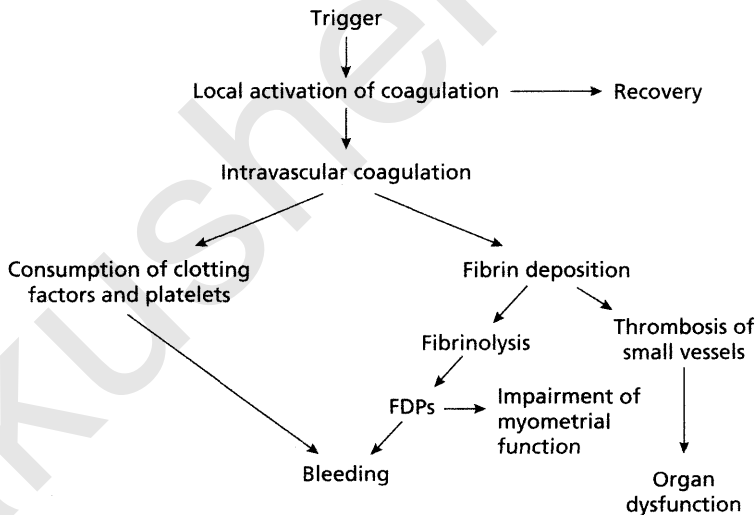 Trigger
Local activation of coagulation
Recovery
Intravascular coagulation
Consumption of clotting
factors and platelets
Fibrin deposition
Fibrinolysis
Thrombosis of
small vessels
FDPs
Impairment of
myometrial
function
Bleeding
Organ
dysfunction